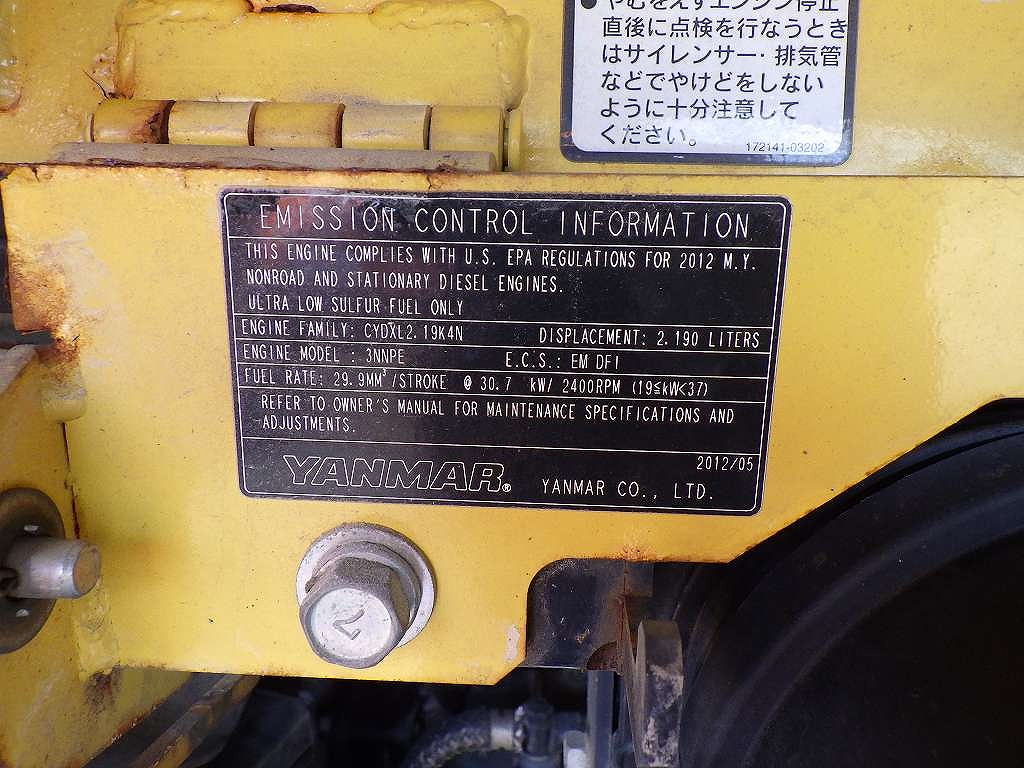 ● やむをえずエンジン停止
直後に点検を行なうとき
はサイレンサー・排気管
などでやけどをしない
ように十分注意して
ください。
172141-03202
EMISSION CONTROL INFORMATION
THIS ENGINE COMPLIES WITH U.S. EPA REGULATIONS FOR 2012 M.Y.
NONROAD AND STATIONARY DIESEL ENGINES.
ULTRA LOW SULFUR FUEL ONLY
ENGINE FAMILY: CYDXL2.19K4N DISPLACEMENT: 2.190 LITERS
ENGINE MODEL : 3NNPE E.C.S.: EM DFI
FUEL RATE: 29.9MM³/STROKE @ 30.7 kW/ 2400RPM (19≦kW<37)
REFER TO OWNER'S MANUAL FOR MAINTENANCE SPECIFICATIONS AND
ADJUSTMENTS.
2012/05
YANMAR® YANMAR CO., LTD.
7